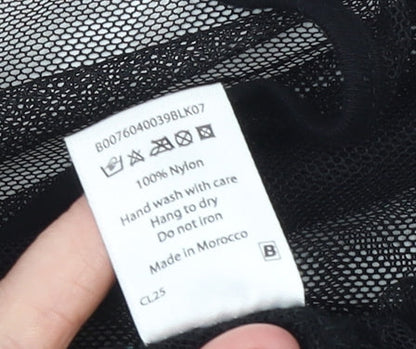 B0076040039BLK07
100% Nylon
Hand wash with care
Hang to dry
Do not iron
Made in Morocco
B
CL25